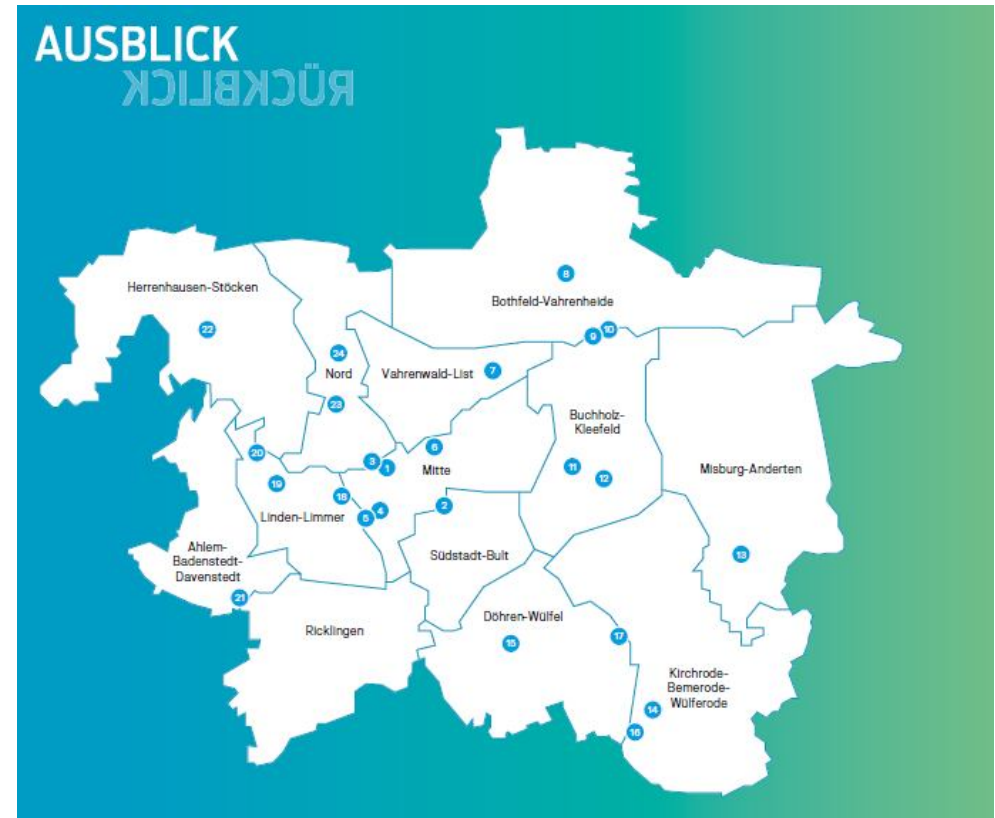 AUSBLICK
RÜCKBLICK
Herrenhausen-Stöcken
22
24
Nord
23
Vahrenwald-List
7
8
Bothfeld-Vahrenheide
9
10
Buchholz-
Kleefeld
11
12
Misburg-Anderten
13
6
Mitte
3
1
20
19
18
Linden-Limmer
5
4
2
Südstadt-Bult
Ahlem-
Badenstedt-
Davenstedt
21
Ricklingen
Döhren-Wülfel
15
17
Kirchrode-
Bemerode-
Wülferode
14
16